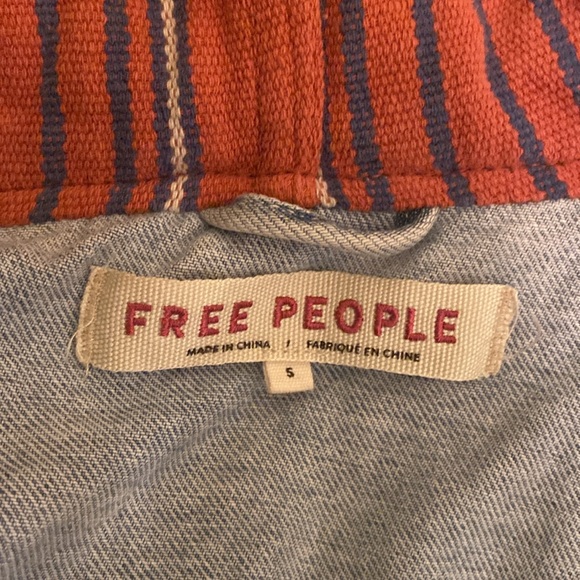 FREE PEOPLE
MADE IN CHINA / FABRIQUÉ EN CHINE
S